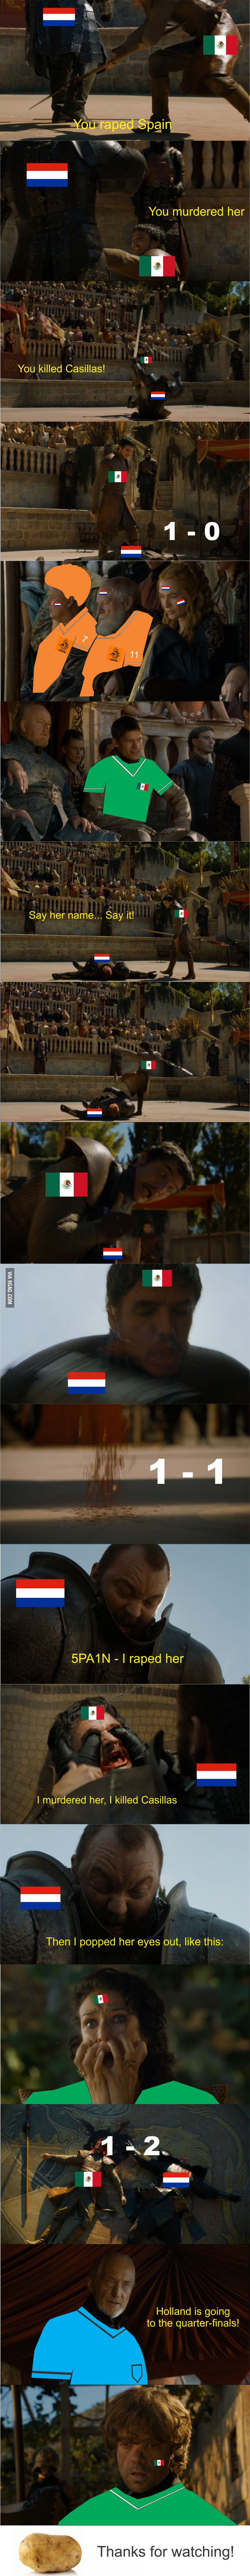 You raped Spain
You murdered her
You killed Casillas!
1 - 0
7
11
Say her name... Say it!
VIA 9GAG.COM
1 - 1
5PA1N - I raped her
I murdered her, I killed Casillas
Then I popped her eyes out, like this:
1 - 2
Holland is going
to the quarter-finals!
Thanks for watching!